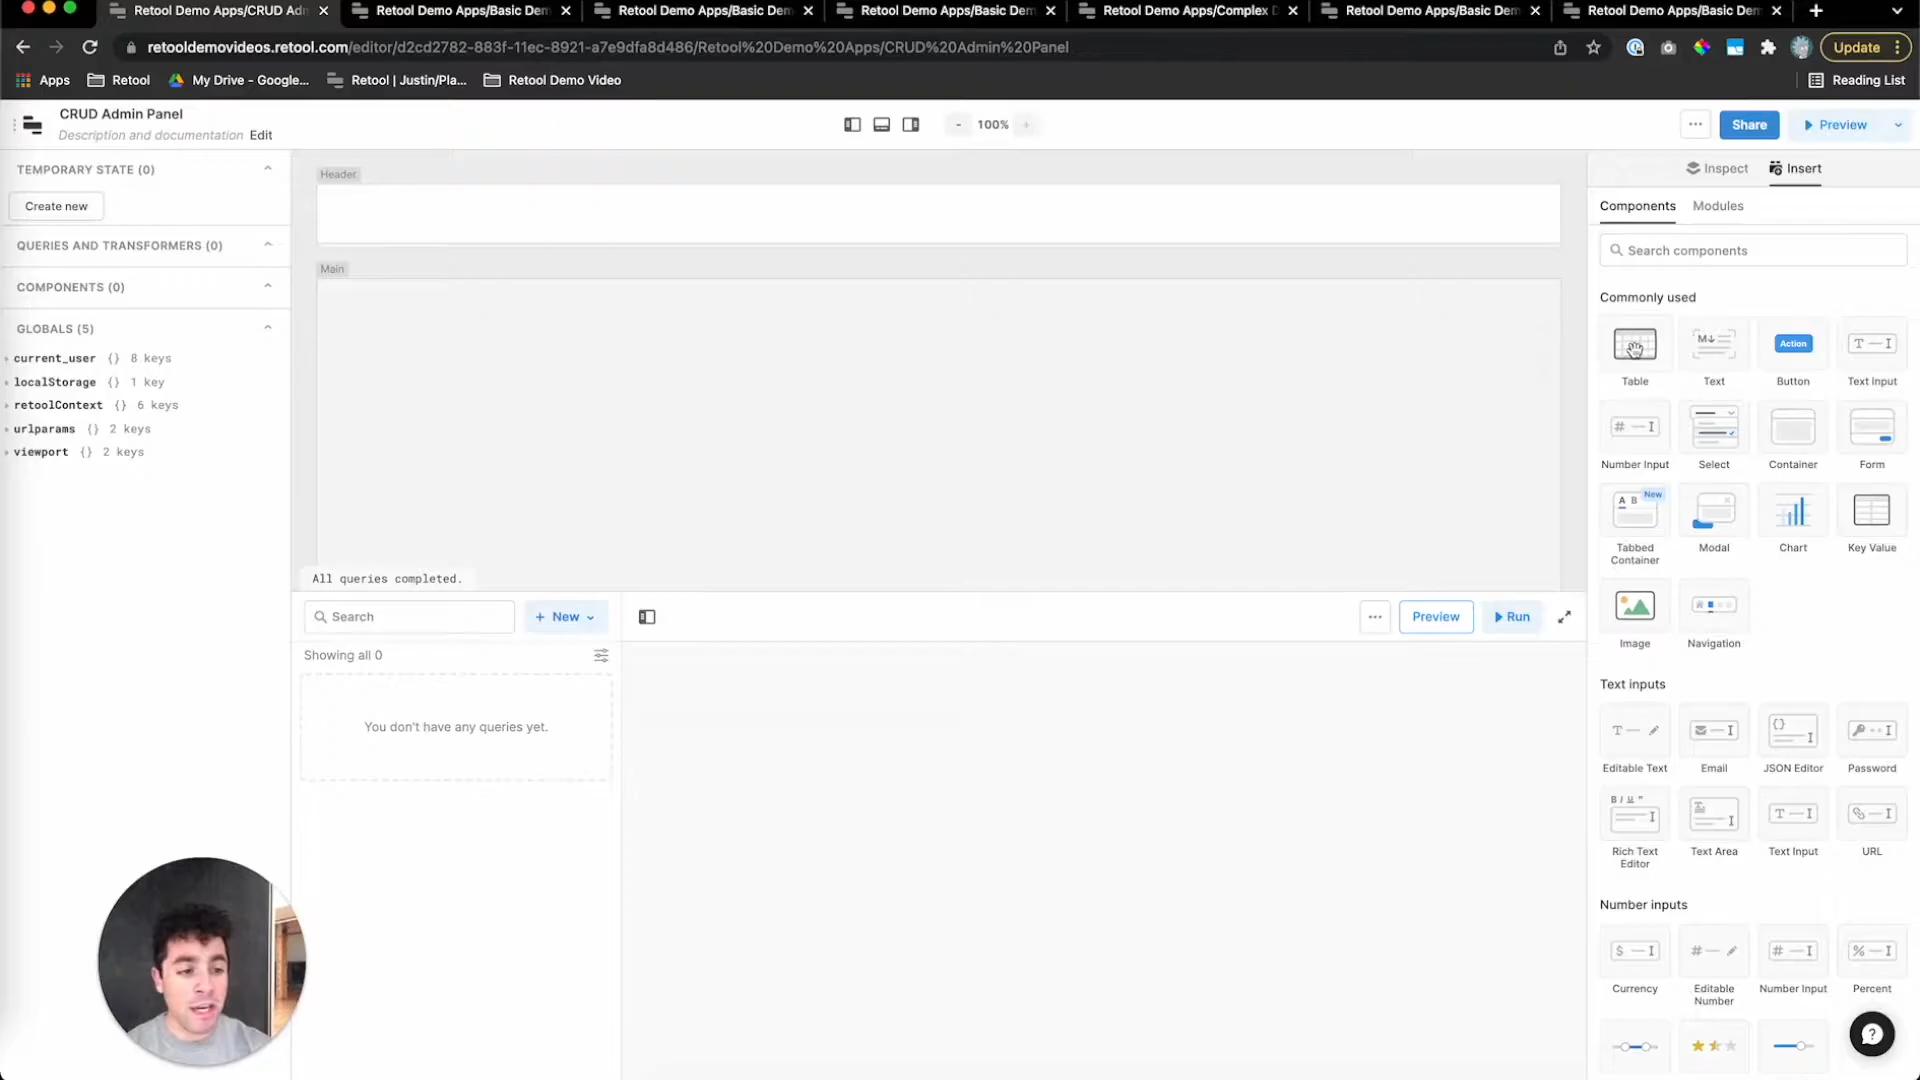 Retool Demo Apps/CRUD Adm
Retool Demo Apps/Basic Dem
Retool Demo Apps/Basic Dem
Retool Demo Apps/Basic Dem
Retool Demo Apps/Complex D
Retool Demo Apps/Basic Dem
Retool Demo Apps/Basic Dem
retooldemovideos.retool.com/editor/d2cd2782-883f-11ec-8921-a7e9dfa8d486/Retool%20Demo%20Apps/CRUD%20Admin%20Panel
Update
Apps
Retool
My Drive - Google...
Retool | Justin/Pla...
Retool Demo Video
Reading List
CRUD Admin Panel
Description and documentation Edit
- 100% +
Share
Preview
TEMPORARY STATE (0)
Create new
QUERIES AND TRANSFORMERS (0)
COMPONENTS (0)
GLOBALS (5)
current_user {} 8 keys
localStorage {} 1 key
retoolContext {} 6 keys
urlparams {} 2 keys
viewport {} 2 keys
Header
Main
All queries completed.
Search
+ New
Preview
Run
Showing all 0
You don't have any queries yet.
Inspect
Insert
Components
Modules
Search components
Commonly used
M
Action
T I
Table
Text
Button
Text Input
# I
Number Input
Select
Container
Form
A B
New
Tabbed
Container
Modal
Chart
Key Value
Image
Navigation
Text inputs
T
I
{} I
I
Editable Text
Email
JSON Editor
Password
B I U "
I
I
T I
I
Rich Text
Editor
Text Area
Text Input
URL
Number inputs
$ I
#
# I
% I
Currency
Editable
Number
Number Input
Percent
?